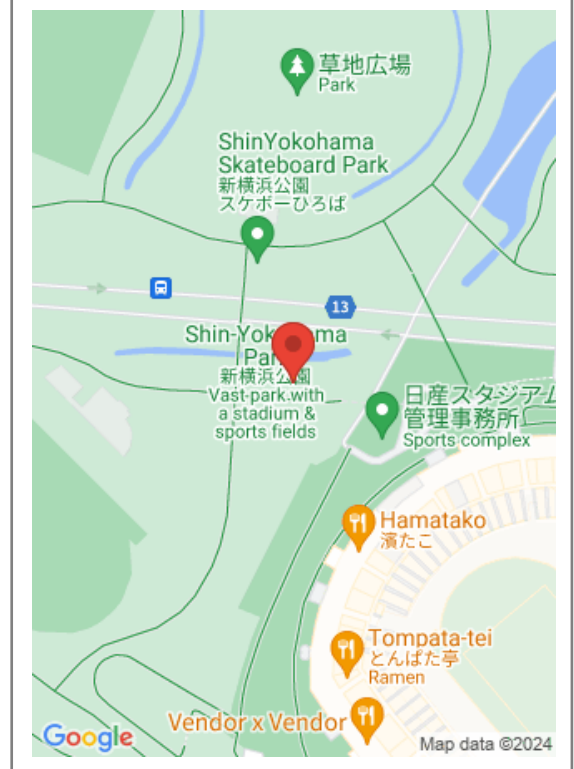 草地広場
Park
ShinYokohama
Skateboard Park
新横浜公園
スケボーひろば
13
Shin-Yok ma
Pa
新横浜公園
Vast park with
a stadium &
sports fields
日産スタジアム
管理事務所
Sports complex
Hamatako
濱たこ
Tompata-tei
とんぱた亭
Ramen
Vendor x Vendor
Google
Map data ©2024